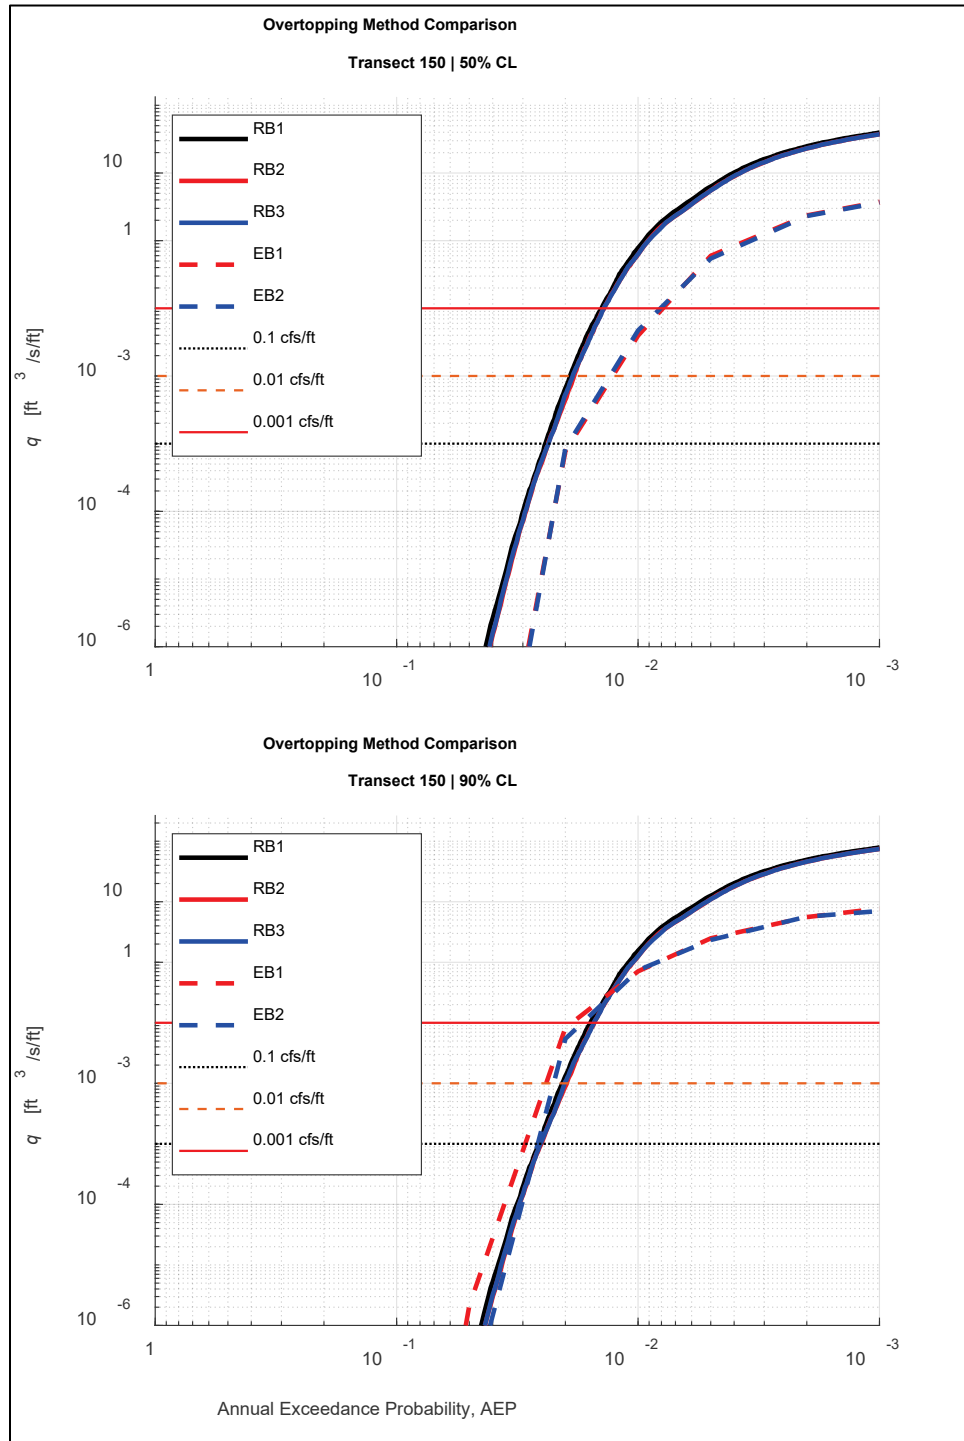 Overtopping Method Comparison
Transect 150 | 50% CL
RB1
RB2
RB3
EB1
EB2
0.1 cfs/ft
0.01 cfs/ft
0.001 cfs/ft
10
1
10 -3
10 -4
10 -6
q [ft 3 /s/ft]
1
10 -1
10 -2
10 -3
Overtopping Method Comparison
Transect 150 | 90% CL
RB1
RB2
RB3
EB1
EB2
0.1 cfs/ft
0.01 cfs/ft
0.001 cfs/ft
10
1
10 -3
10 -4
10 -6
q [ft 3 /s/ft]
1
10 -1
10 -2
10 -3
Annual Exceedance Probability, AEP